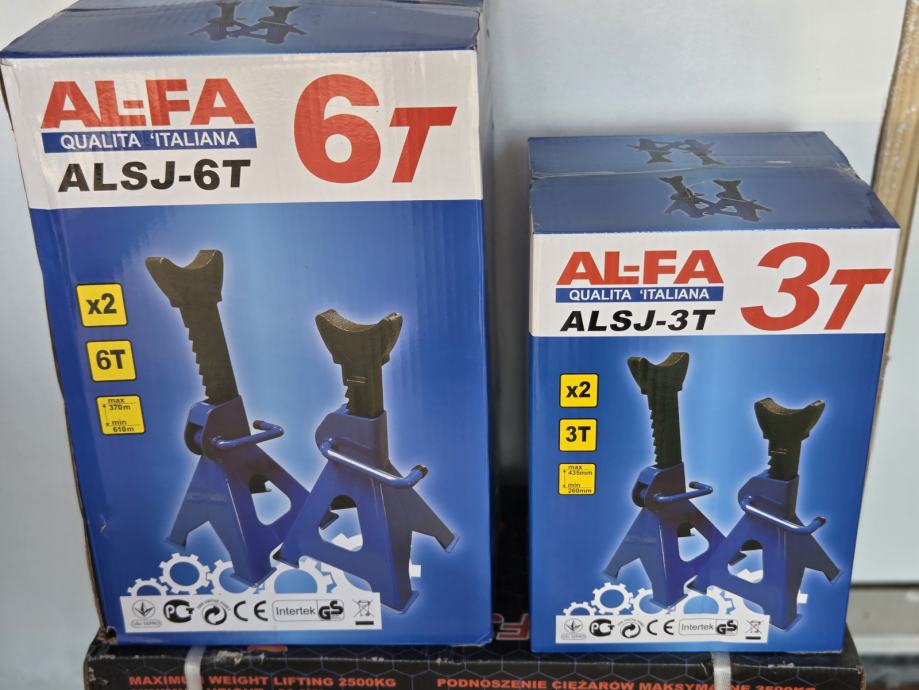 AL-FA
QUALITA 'ITALIANA
ALSJ-6T
6T
x2
6T
max
370m
min
610m
CE
Intertek
GS
AL-FA
QUALITA 'ITALIANA
ALSJ-3T
3T
x2
3T
max
435mm
min
260mm
CE
Intertek
GS
MAXIMUM WEIGHT LIFTING 2500KG
PODNOSZENIE CIĘŻARÓW MAKSYMALNE 2500KG